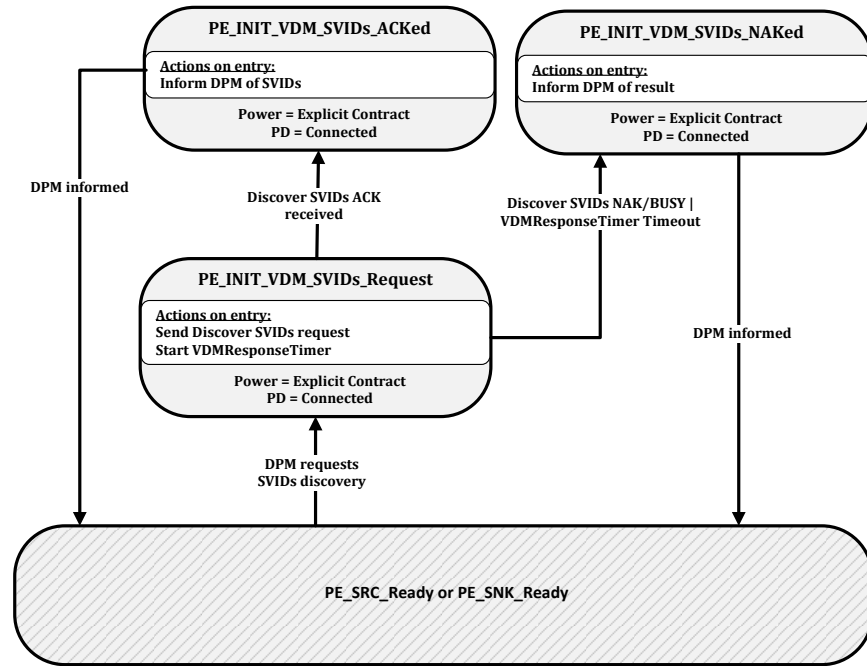 PE_INIT_VDM_SVIDs_ACKed
Actions on entry:
Inform DPM of SVIDs
Power = Explicit Contract
PD = Connected
PE_INIT_VDM_SVIDs_NAKed
Actions on entry:
Inform DPM of result
Power = Explicit Contract
PD = Connected
DPM informed
Discover SVIDs ACK
received
Discover SVIDs NAK/BUSY |
VDMResponseTimer Timeout
PE_INIT_VDM_SVIDs_Request
Actions on entry:
Send Discover SVIDs request
Start VDMResponseTimer
Power = Explicit Contract
PD = Connected
DPM informed
DPM requests
SVIDs discovery
PE_SRC_Ready or PE_SNK_Ready